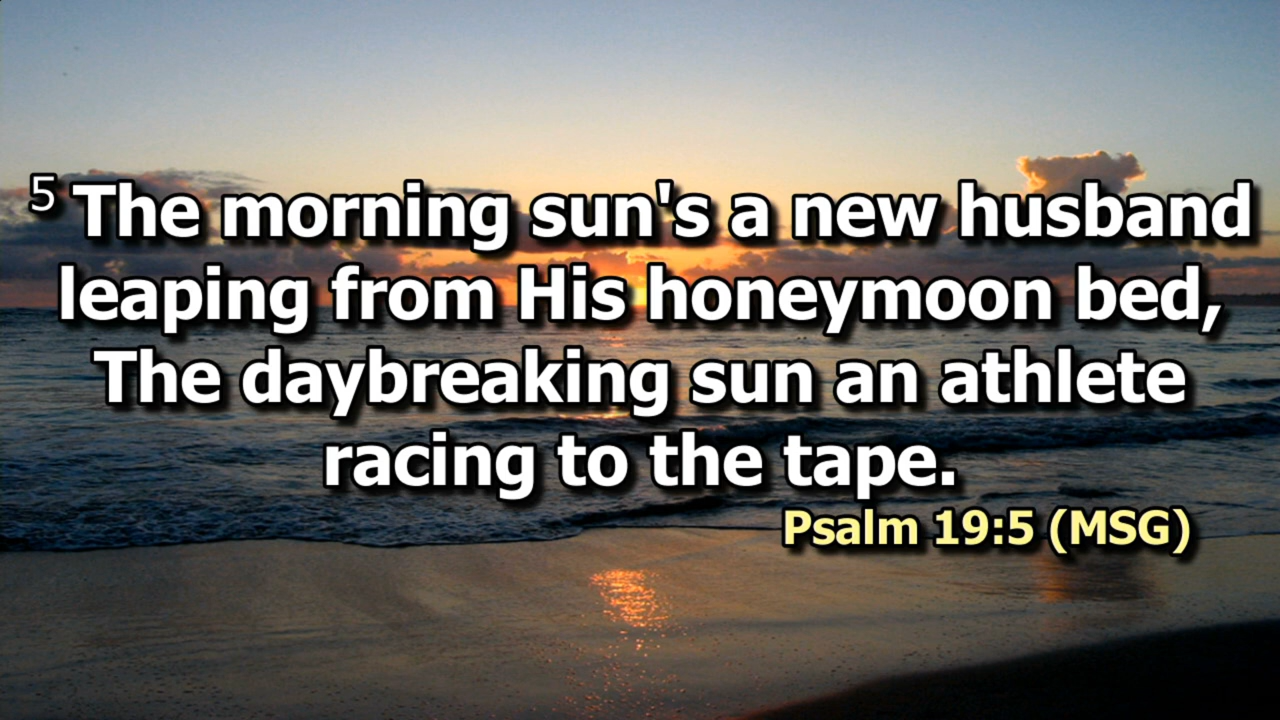 5 The morning sun's a new husband
leaping from His honeymoon bed,
The daybreaking sun an athlete
racing to the tape.
Psalm 19:5 (MSG)